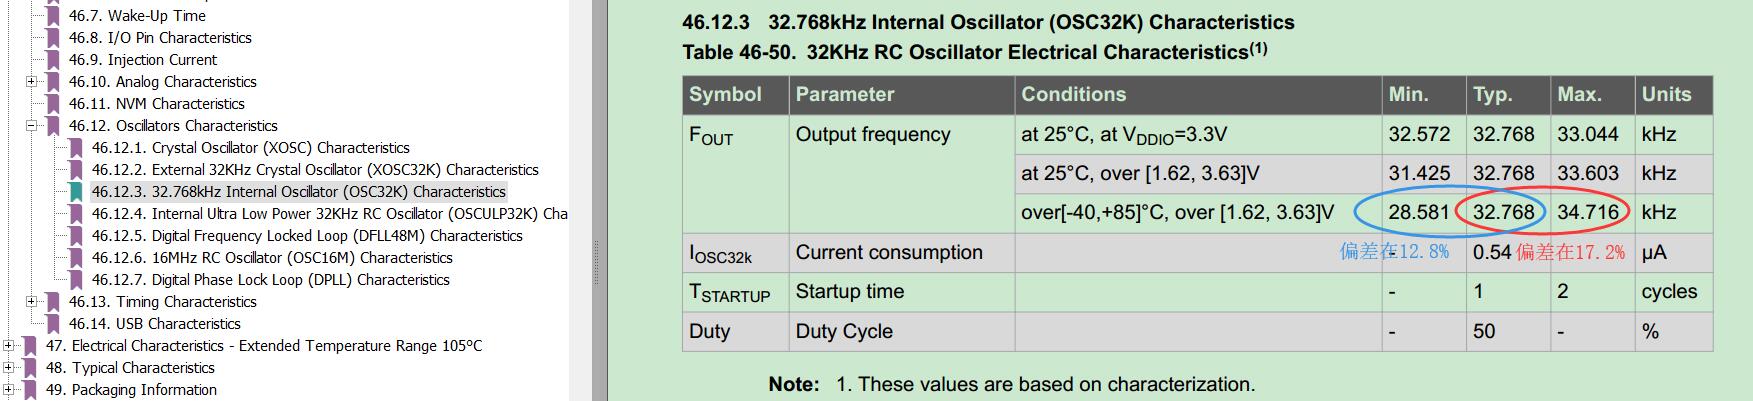 46.7. Wake-Up Time
46.8. I/O Pin Characteristics
46.9. Injection Current
46.10. Analog Characteristics
46.11. NVM Characteristics
46.12. Oscillators Characteristics
46.12.1. Crystal Oscillator (XOSC) Characteristics
46.12.2. External 32KHz Crystal Oscillator (XOSC32K) Characteristics
46.12.3. 32.768kHz Internal Oscillator (OSC32K) Characteristics
46.12.4. Internal Ultra Low Power 32KHz RC Oscillator (OSCULP32K) Cha
46.12.5. Digital Frequency Locked Loop (DFLL48M) Characteristics
46.12.6. 16MHz RC Oscillator (OSC16M) Characteristics
46.12.7. Digital Phase Lock Loop (DPLL) Characteristics
46.13. Timing Characteristics
46.14. USB Characteristics
47. Electrical Characteristics - Extended Temperature Range 105ºC
48. Typical Characteristics
49. Packaging Information
46.12.3 32.768kHz Internal Oscillator (OSC32K) Characteristics
Table 46-50. 32KHz RC Oscillator Electrical Characteristics(1)
Symbol Parameter Conditions Min. Typ. Max. Units
FOUT Output frequency at 25°C, at VDDIO=3.3V 32.572 32.768 33.044 kHz
at 25°C, over [1.62, 3.63]V 31.425 32.768 33.603 kHz
over[-40,+85]°C, over [1.62, 3.63]V 28.581 32.768 34.716 kHz
IOSC32k Current consumption - 0.54 µA
偏差在12.8% 偏差在17.2%
TSTARTUP Startup time - 1 2 cycles
Duty Duty Cycle - 50 - %
Note: 1. These values are based on characterization.